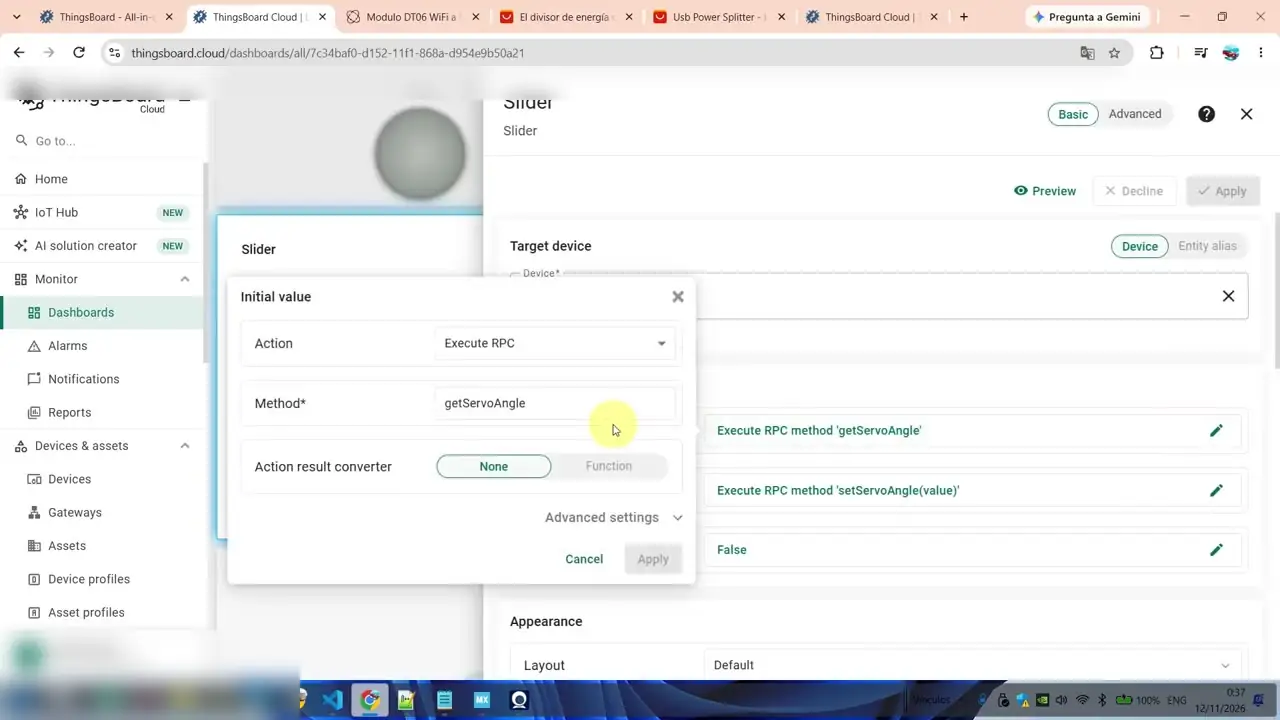 ThingsBoard - All-in-
ThingsBoard Cloud |
Modulo DT06 WiFi a
El divisor de energía
Usb Power Splitter -
ThingsBoard Cloud |
Pregunta a Gemini
thingsboard.cloud/dashboards/all/7c34baf0-d152-11f1-868a-d954e9b50a21
ThingsBoard
Cloud
Slider
Slider
Basic
Advanced
Go to...
Home
IoT Hub
NEW
AI solution creator
NEW
Monitor
Dashboards
Alarms
Notifications
Reports
Devices & assets
Devices
Gateways
Assets
Device profiles
Asset profiles
Preview
Decline
Apply
Slider
Target device
Device
Entity alias
Device*
Initial value
Action
Execute RPC
Method*
getServoAngle
Action result converter
None
Function
Advanced settings
Cancel
Apply
Execute RPC method 'getServoAngle'
Execute RPC method 'setServoAngle(value)'
False
Appearance
Layout
Default
MX
100%
ENG
0:37
12/11/2026